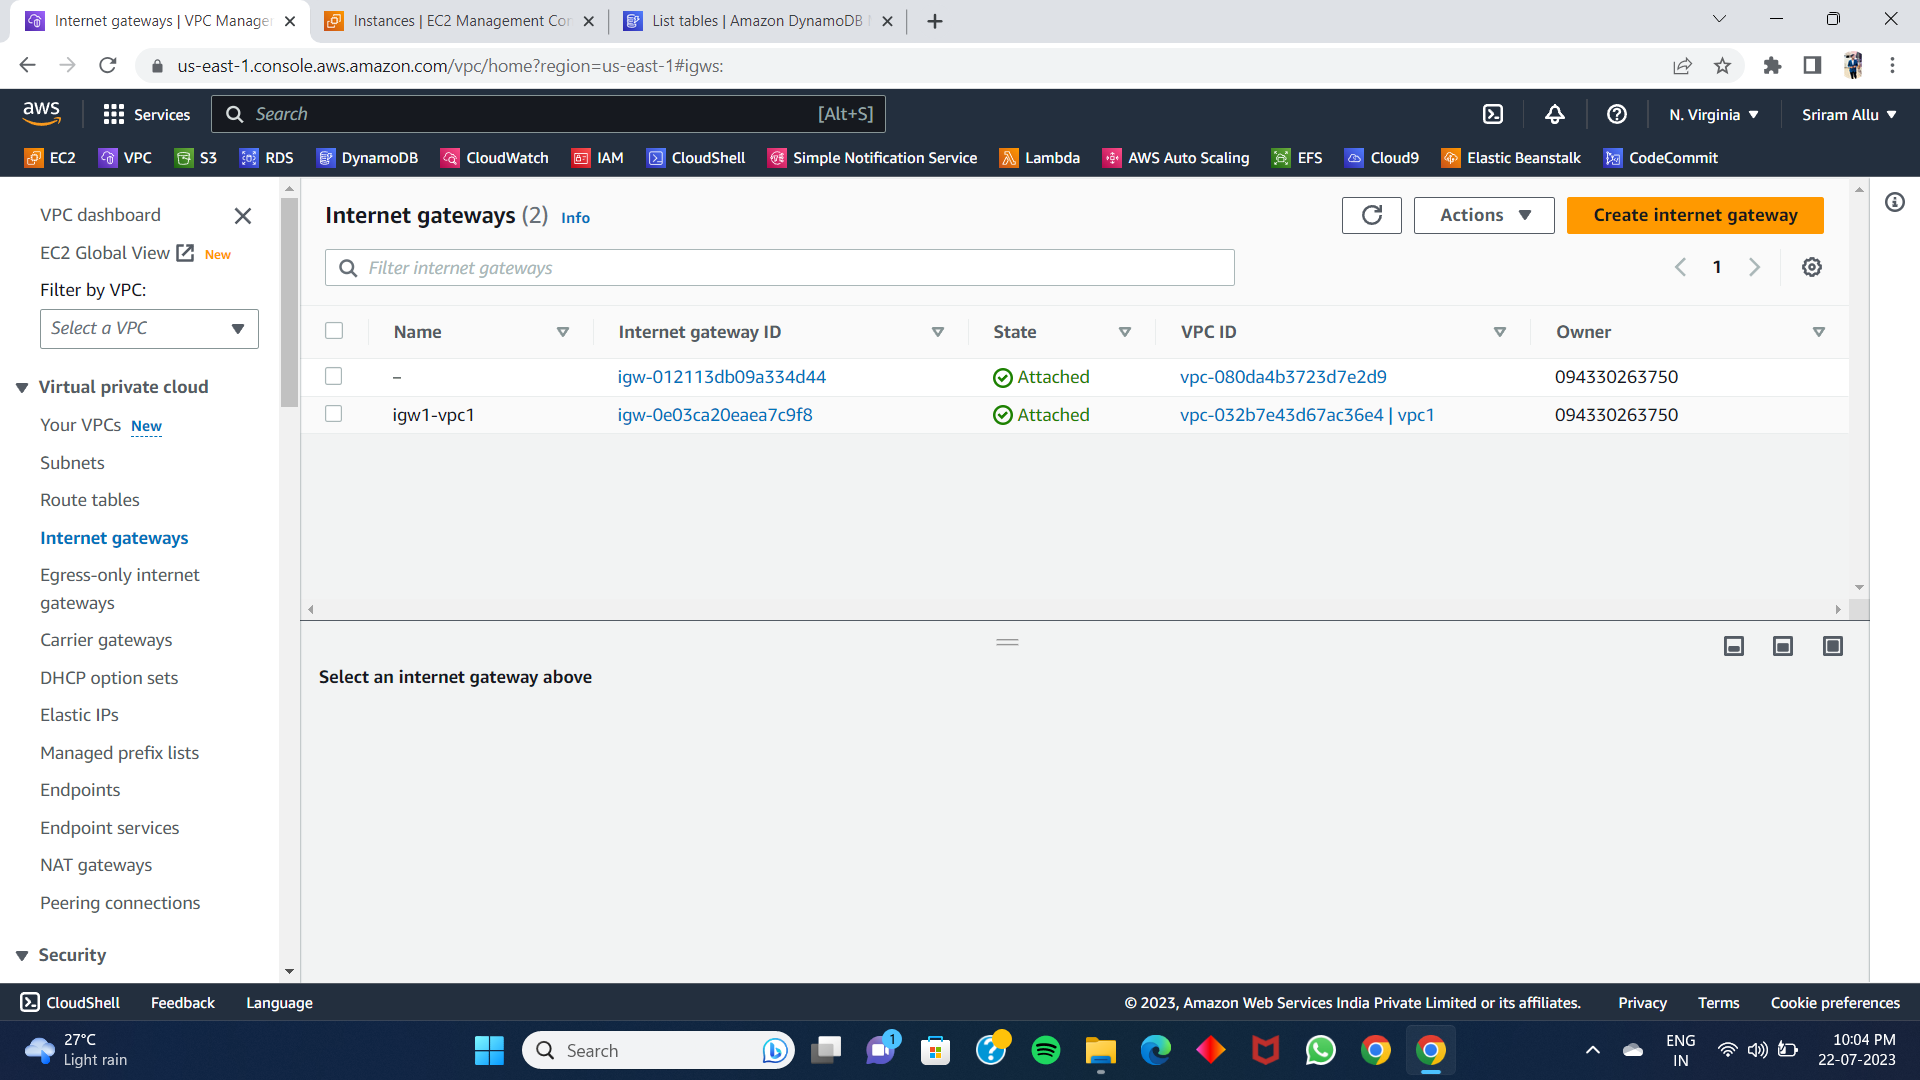 Internet gateways | VPC Manage
Instances | EC2 Management Con
List tables | Amazon DynamoDB
us-east-1.console.aws.amazon.com/vpc/home?region=us-east-1#igws:
aws
Services
Search
[Alt+S]
N. Virginia
Sriram Allu
EC2
VPC
S3
RDS
DynamoDB
CloudWatch
IAM
CloudShell
Simple Notification Service
Lambda
AWS Auto Scaling
EFS
Cloud9
Elastic Beanstalk
CodeCommit
VPC dashboard
EC2 Global View New
Filter by VPC:
Select a VPC
Virtual private cloud
Your VPCs New
Subnets
Route tables
Internet gateways
Egress-only internet
gateways
Carrier gateways
DHCP option sets
Elastic IPs
Managed prefix lists
Endpoints
Endpoint services
NAT gateways
Peering connections
Security
Internet gateways (2) Info
Actions
Create internet gateway
Filter internet gateways
1
Name Internet gateway ID State VPC ID Owner
– igw-012113db09a334d44 Attached vpc-080da4b3723d7e2d9 094330263750
igw1-vpc1 igw-0e03ca20eaea7c9f8 Attached vpc-032b7e43d67ac36e4 | vpc1 094330263750
Select an internet gateway above
CloudShell
Feedback
Language
© 2023, Amazon Web Services India Private Limited or its affiliates.
Privacy
Terms
Cookie preferences
27°C
Light rain
Search
1
ENG
IN
10:04 PM
22-07-2023